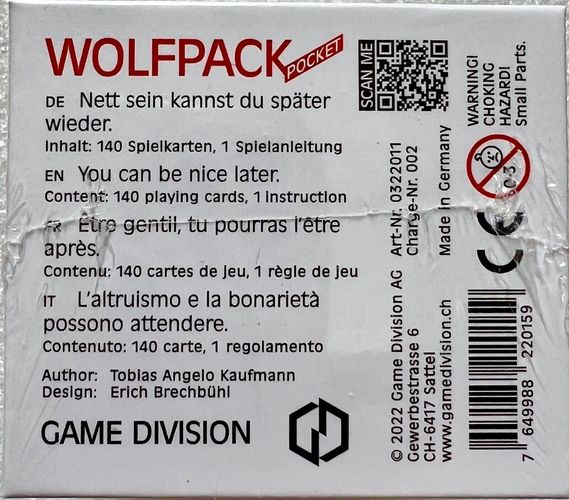 WOLFPACK
POCKET
DE Nett sein kannst du später
wieder.
Inhalt: 140 Spielkarten, 1 Spielanleitung
EN You can be nice later.
Content: 140 playing cards, 1 instruction
FR Être gentil, tu pourras l'être
après.
Contenu: 140 cartes de jeu, 1 règle de jeu
IT L'altruismo e la bonarietà
possono attendere.
Contenuto: 140 carte, 1 regolamento
Author: Tobias Angelo Kaufmann
Design: Erich Brechbühl
GAME DIVISION
SCAN ME
WARNING!
CHOKING
HAZARD!
Small Parts.
0-3
CE
Art-Nr. 0322011
Charge-Nr. 002
Made in Germany
© 2022 Game Division AG
Gewerbestrasse 6
CH-6417 Sattel
www.gamedivision.ch
7 649988 220159